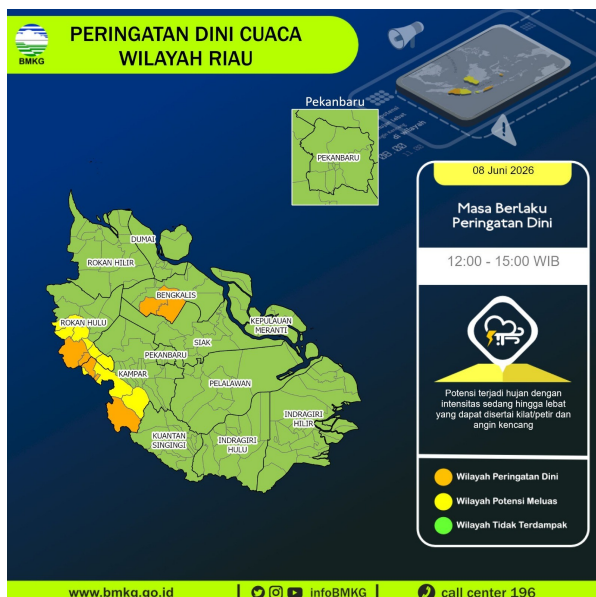 BMKG
PERINGATAN DINI CUACA
WILAYAH RIAU
Pekanbaru
PEKANBARU
di Wilayah
08 Juni 2026
Masa Berlaku
Peringatan Dini
12:00 - 15:00 WIB
Potensi terjadi hujan dengan
intensitas sedang hingga lebat
yang dapat disertai kilat/petir dan
angin kencang
Wilayah Peringatan Dini
Wilayah Potensi Meluas
Wilayah Tidak Terdampak
DUMAI
ROKAN HILIR
BENGKALIS
ROKAN HULU
KEPULAUAN
MERANTI
SIAK
PEKANBARU
KAMPAR
PELALAWAN
INDRAGIRI
HILIR
KUANTAN
SINGINGI
INDRAGIRI
HULU
www.bmkg.go.id
infoBMKG
call center 196